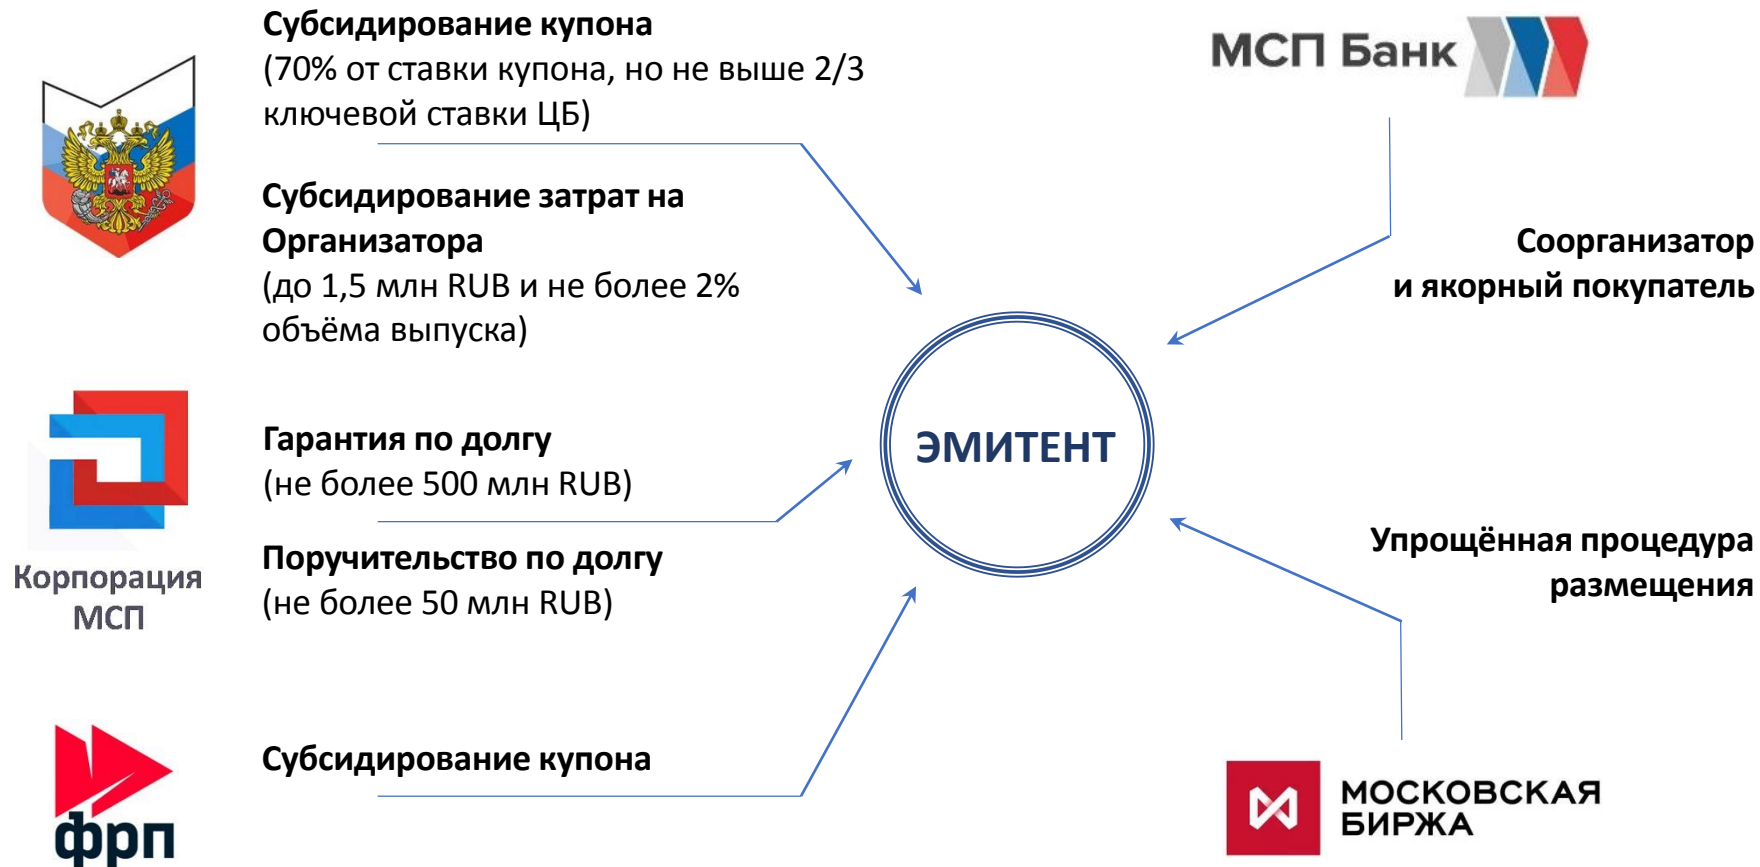 Субсидирование купона
(70% от ставки купона, но не выше 2/3
ключевой ставки ЦБ)
Субсидирование затрат на
Организатора
(до 1,5 млн RUB и не более 2%
объёма выпуска)
Корпорация
МСП
Гарантия по долгу
(не более 500 млн RUB)
Поручительство по долгу
(не более 50 млн RUB)
фрп
Субсидирование купона
ЭМИТЕНТ
МСП Банк
Соорганизатор
и якорный покупатель
Упрощённая процедура
размещения
МОСКОВСКАЯ
БИРЖА